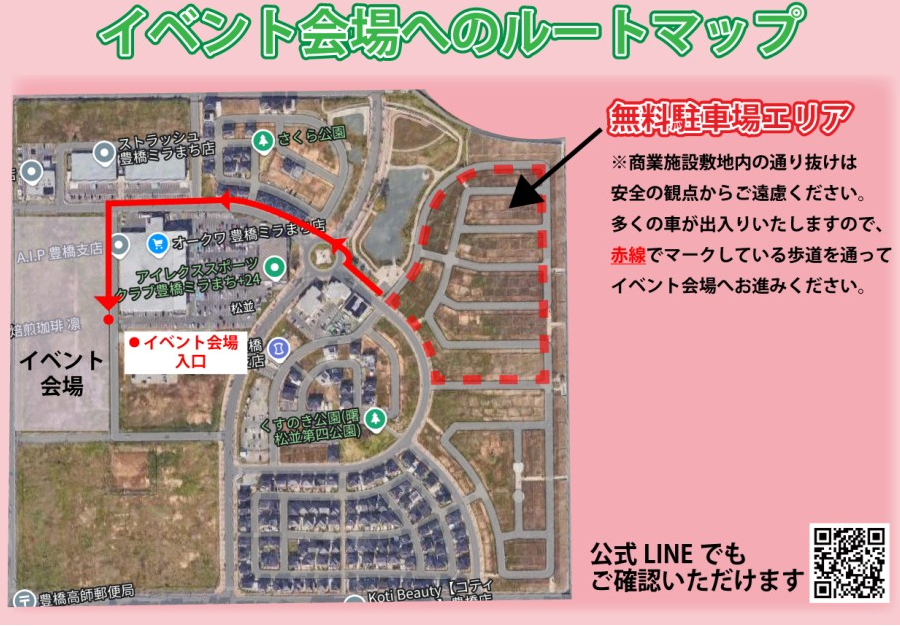 イベント会場へのルートマップ
無料駐車場エリア
※商業施設敷地内の通り抜けは
安全の観点からご遠慮ください。
多くの車が出入りいたしますので、
赤線でマークしている歩道を通って
イベント会場へお進みください。
ストラッシュ
豊橋ミラまち店
さくら公園
A.I.P 豊橋支店
オークワ 豊橋ミラまち店
アイレクススポーツ
クラブ豊橋ミラまち+24
松並
焙煎珈琲 凛
イベント
会場
●イベント会場
入口
橋
支店
くすのき公園(曙
松並第四公園)
豊橋高師郵便局
Koti Beauty【コティ
公式 LINE でも
ご確認いただけます